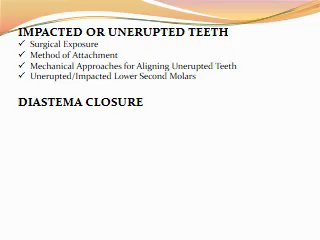 IMPACTED OR UNERUPTED TEETH
✓ Surgical Exposure
✓ Method of Attachment
✓ Mechanical Approaches for Aligning Unerupted Teeth
✓ Unerupted/Impacted Lower Second Molars
DIASTEMA CLOSURE